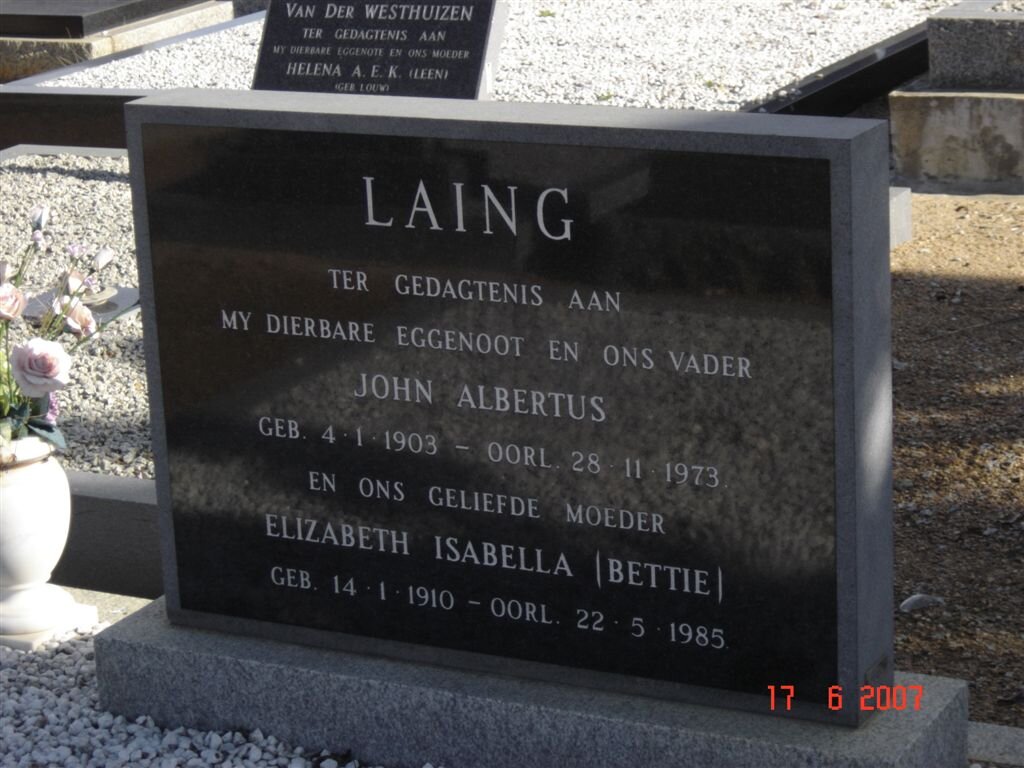 Van Der WESTHUIZEN
TER GEDAGTENIS AAN
MY DIERBARE EGGENOTE EN ONS MOEDER
HELENA A. E. K. (LEEN)
(GEB. LOUW)
LAING
TER GEDAGTENIS AAN
MY DIERBARE EGGENOOT EN ONS VADER
JOHN ALBERTUS
GEB. 4·1·1903 – OORL. 28·11·1973.
EN ONS GELIEFDE MOEDER
ELIZABETH ISABELLA (BETTIE)
GEB. 14·1·1910 – OORL. 22·5·1985.
17 6 2007